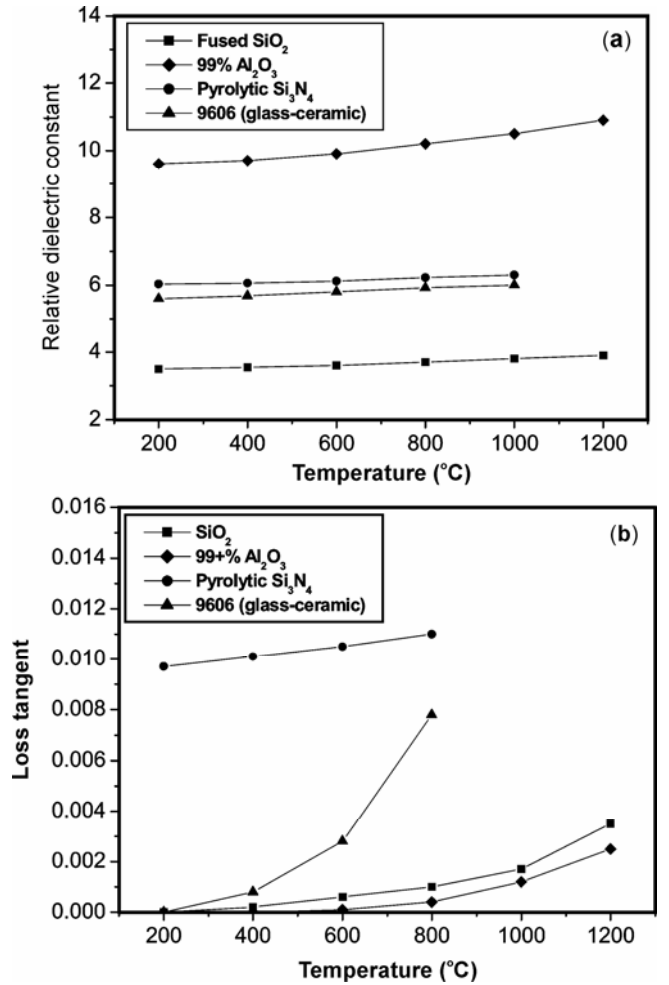 14
12
10
8
6
4
2
Relative dielectric constant
Fused SiO₂
99% Al₂O₃
Pyrolytic Si₃N₄
9606 (glass-ceramic)
(a)
200 400 600 800 1000 1200
Temperature (°C)
0.016
0.014
0.012
0.010
0.008
0.006
0.004
0.002
0.000
Loss tangent
SiO₂
99+% Al₂O₃
Pyrolytic Si₃N₄
9606 (glass-ceramic)
(b)
200 400 600 800 1000 1200
Temperature (°C)